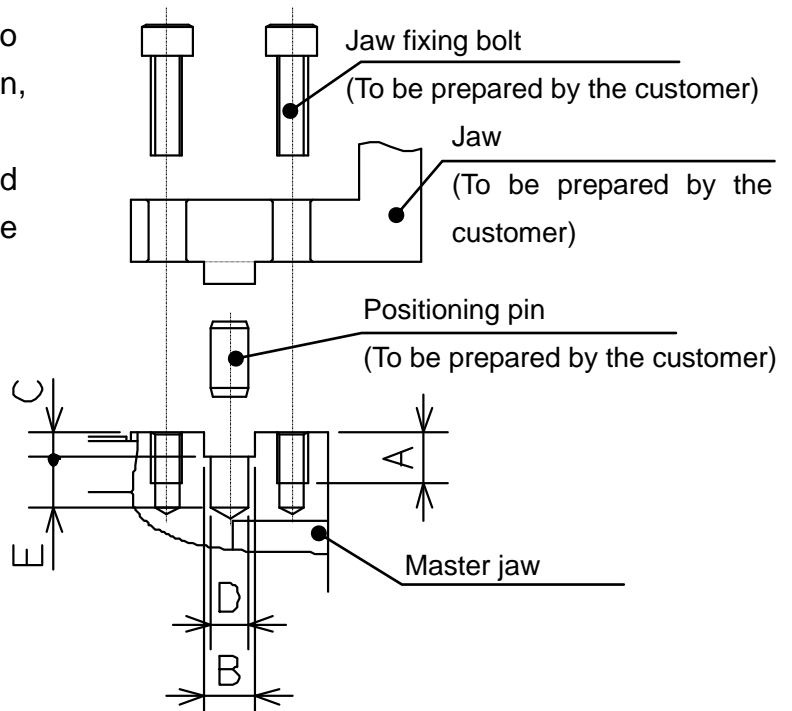 o
n,
d
e
Jaw fixing bolt
(To be prepared by the customer)
Jaw
(To be prepared by the
customer)
Positioning pin
(To be prepared by the customer)
C
A
E
Master jaw
D
B